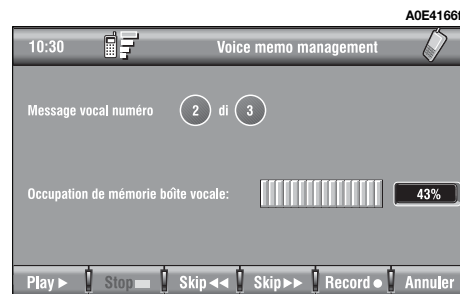 A0E4166f
10:30 Voice memo management
Message vocal numéro 2 di 3
Occupation de mémorie boîte vocale: 43%
Play Stop Skip Skip Record Annuler